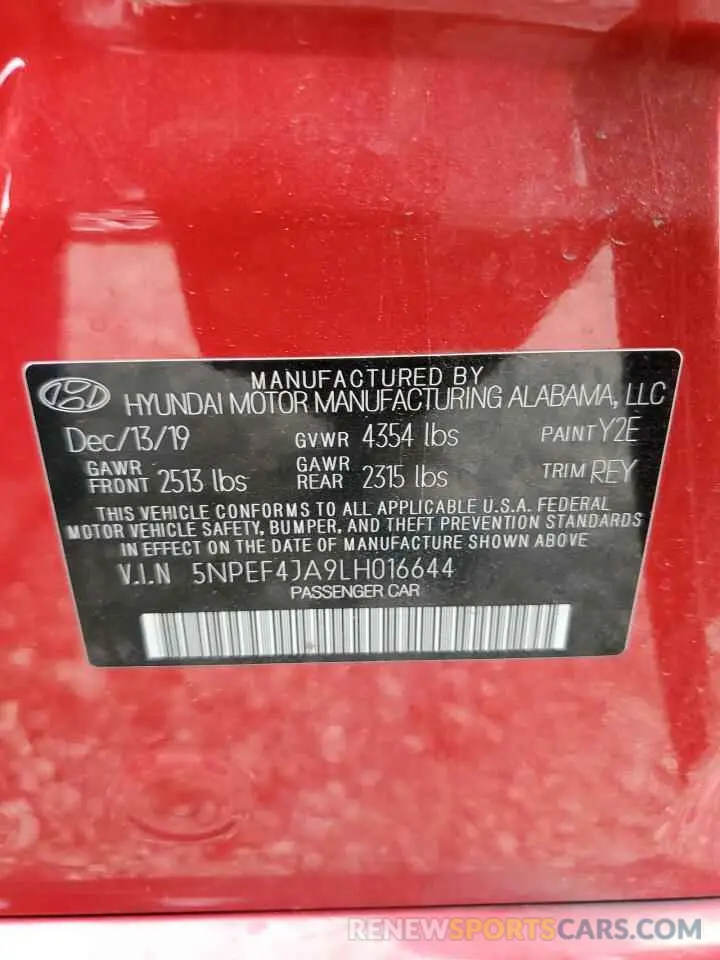 MANUFACTURED BY
HYUNDAI MOTOR MANUFACTURING ALABAMA, LLC
Dec/13/19 GVWR 4354 lbs PAINT Y2E
GAWR FRONT 2513 lbs GAWR REAR 2315 lbs TRIM REY
THIS VEHICLE CONFORMS TO ALL APPLICABLE U.S.A. FEDERAL
MOTOR VEHICLE SAFETY, BUMPER, AND THEFT PREVENTION STANDARDS
IN EFFECT ON THE DATE OF MANUFACTURE SHOWN ABOVE
V.I.N 5NPEF4JA9LH016644
PASSENGER CAR
RENEWSPORTSCARS.COM